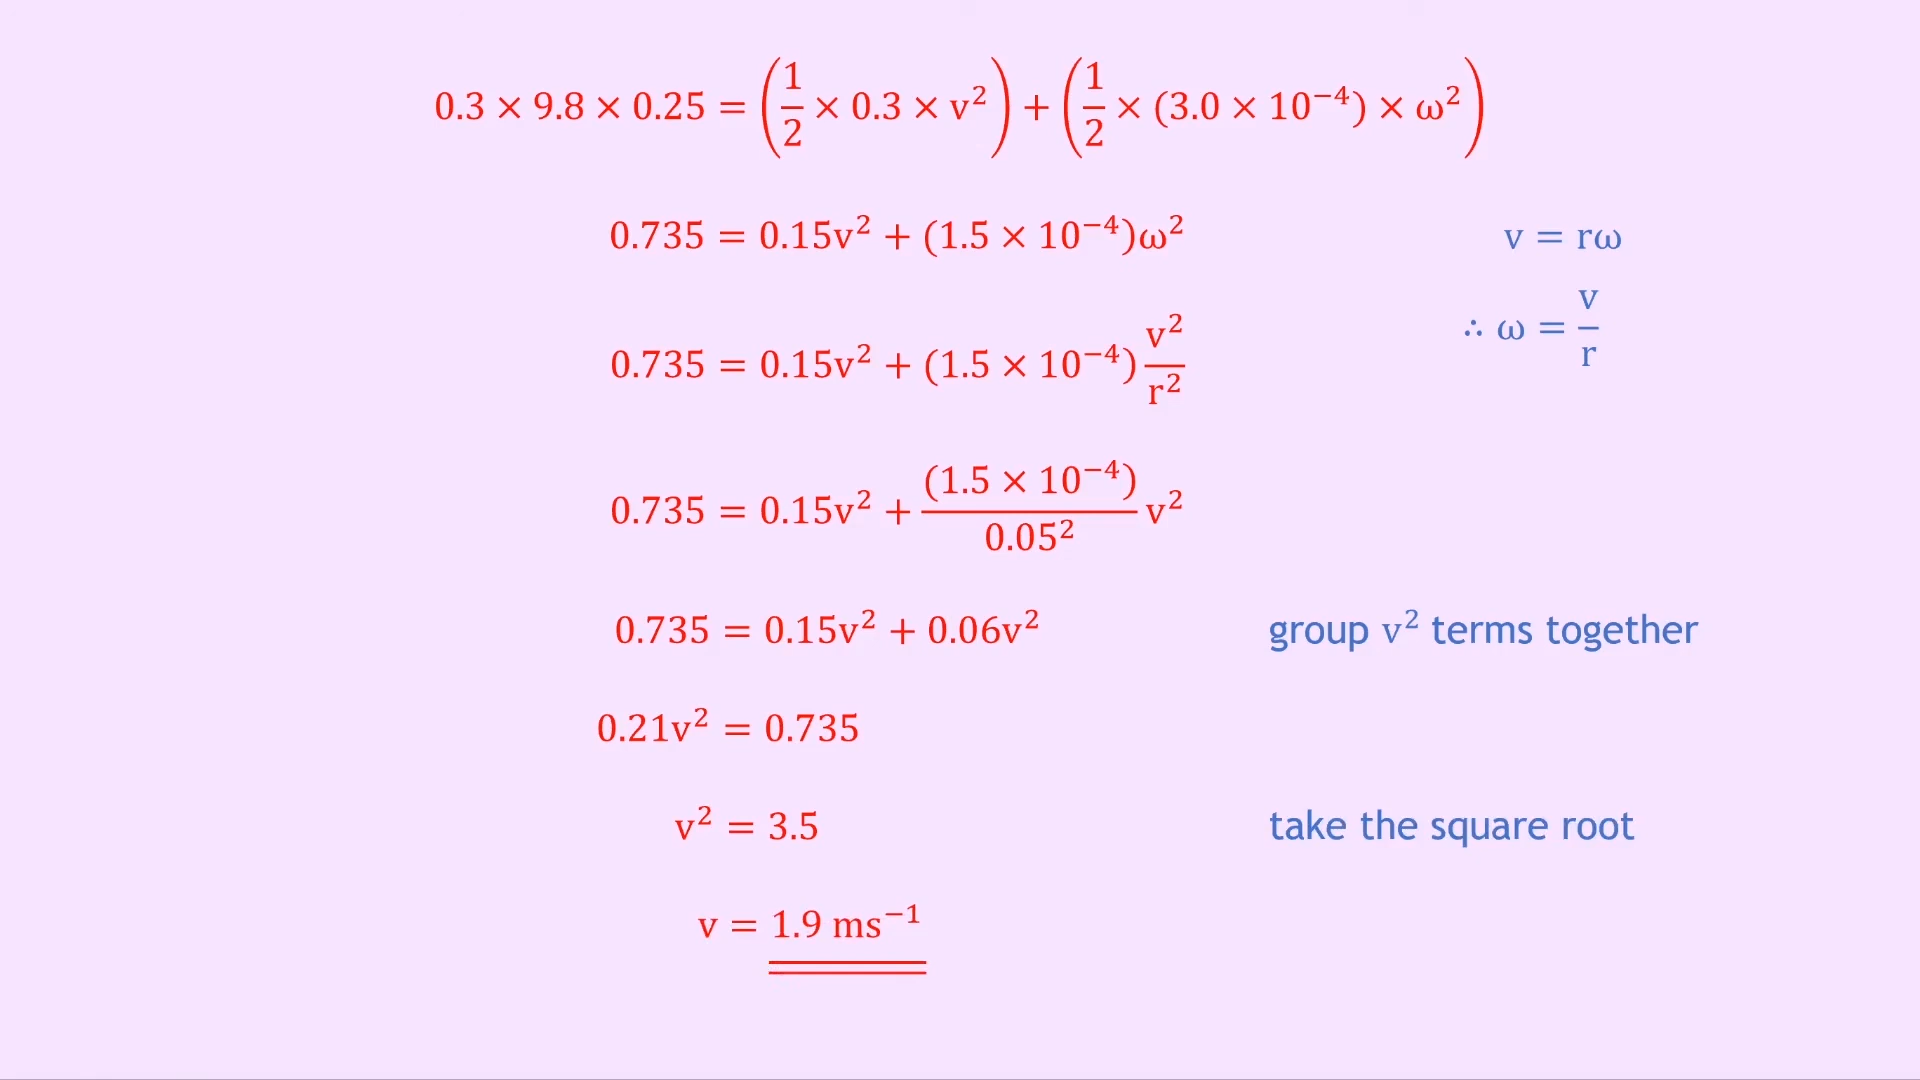 0.3 × 9.8 × 0.25 = (1/2 × 0.3 × v²) + (1/2 × (3.0 × 10⁻⁴) × ω²)
0.735 = 0.15v² + (1.5 × 10⁻⁴)ω²
v = rω
∴ ω = v/r
0.735 = 0.15v² + (1.5 × 10⁻⁴) v²/r²
0.735 = 0.15v² + (1.5 × 10⁻⁴)/0.05² v²
0.735 = 0.15v² + 0.06v²
group v² terms together
0.21v² = 0.735
v² = 3.5
take the square root
v = 1.9 ms⁻¹